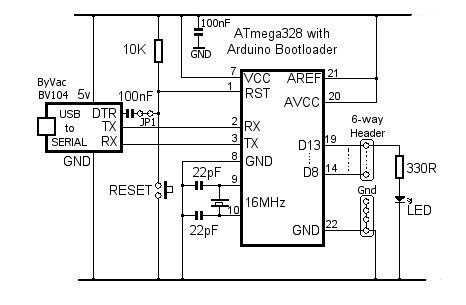 100nF
ATmega328 with
Arduino Bootloader
10K
GND
ByVac
BV104
5v
100nF
7
VCC
AREF
21
1
RST
AVCC
20
USB
to
SERIAL
DTR
TX
RX
JP1
6-way
Header
2
RX
D13
19
3
TX
8
GND
D8
14
330R
GND
22pF
9
Gnd
RESET
16MHz
LED
10
22pF
GND
22